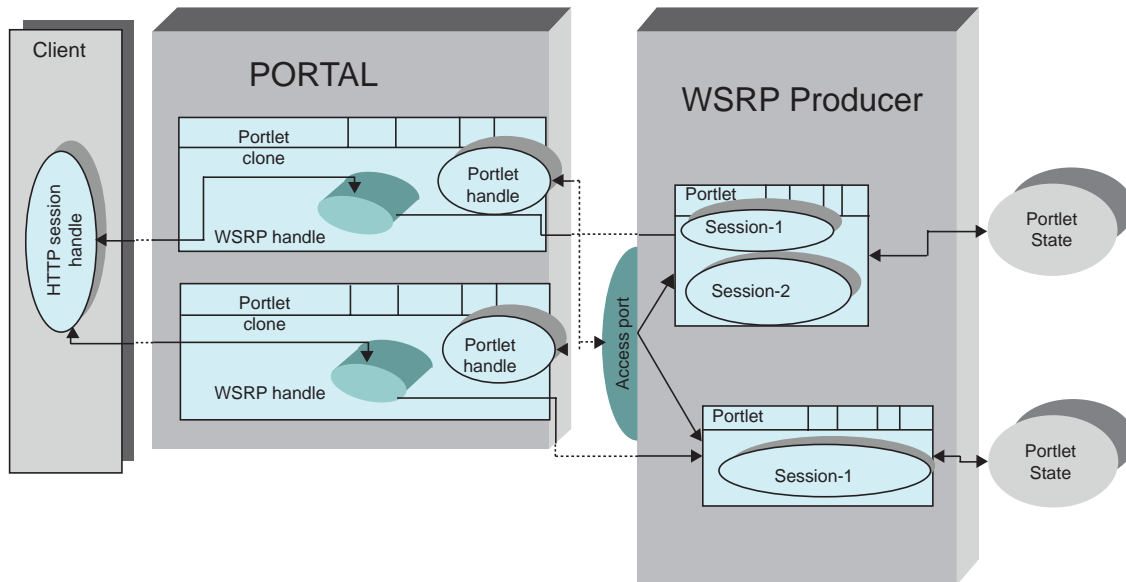 Client
HTTP session
handle
PORTAL
Portlet
clone
Portlet
handle
WSRP handle
Portlet
clone
Portlet
handle
WSRP handle
Access port
WSRP Producer
Portlet
Session-1
Session-2
Portlet
Session-1
Portlet
State
Portlet
State